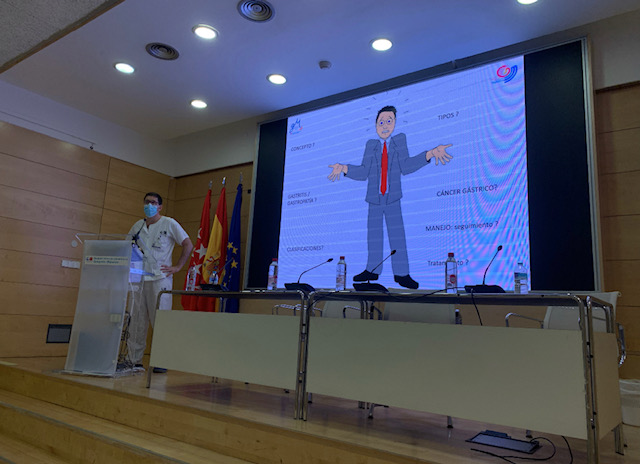 CONCEPTO ?
TIPOS ?
GASTRITIS /
GASTROPATÍA ?
CÁNCER GÁSTRICO?
MANEJO: seguimiento ?
CLASIFICACIONES?